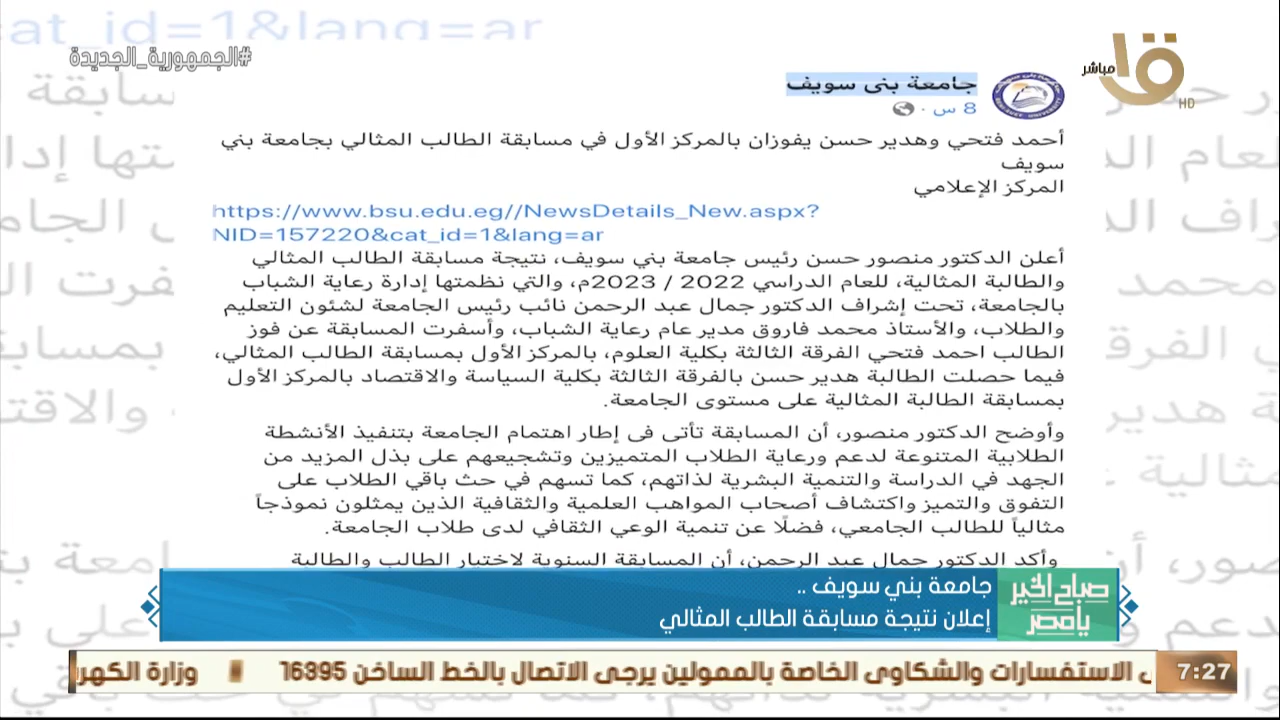 #الجمهورية_الجديدة
مباشر
HD
جامعة بنى سويف
8 س ·
أحمد فتحي وهدير حسن يفوزان بالمركز الأول في مسابقة الطالب المثالي بجامعة بني
سويف
المركز الإعلامي
https://www.bsu.edu.eg//NewsDetails_New.aspx?
NID=157220&cat_id=1&lang=ar
أعلن الدكتور منصور حسن رئيس جامعة بني سويف، نتيجة مسابقة الطالب المثالي
والطالبة المثالية، للعام الدراسي 2022 / 2023م، والتي نظمتها إدارة رعاية الشباب
بالجامعة، تحت إشراف الدكتور جمال عبد الرحمن نائب رئيس الجامعة لشئون التعليم
والطلاب، والأستاذ محمد فاروق مدير عام رعاية الشباب، وأسفرت المسابقة عن فوز
الطالب احمد فتحي الفرقة الثالثة بكلية العلوم، بالمركز الأول بمسابقة الطالب المثالي،
فيما حصلت الطالبة هدير حسن بالفرقة الثالثة بكلية السياسة والاقتصاد بالمركز الأول
بمسابقة الطالبة المثالية على مستوى الجامعة.
وأوضح الدكتور منصور، أن المسابقة تأتى فى إطار اهتمام الجامعة بتنفيذ الأنشطة
الطلابية المتنوعة لدعم ورعاية الطلاب المتميزين وتشجيعهم على بذل المزيد من
الجهد في الدراسة والتنمية البشرية لذاتهم، كما تسهم في حث باقي الطلاب على
التفوق والتميز واكتشاف أصحاب المواهب العلمية والثقافية الذين يمثلون نموذجاً
مثالياً للطالب الجامعي، فضلًا عن تنمية الوعي الثقافي لدى طلاب الجامعة.
وأكد الدكتور جمال عبد الرحمن، أن المسابقة السنوية لاختيار الطالب والطالبة
صباح الخير
يا مصر
جامعة بني سويف ..
إعلان نتيجة مسابقة الطالب المثالي
الاستفسارات والشكاوى الخاصة بالممولين يرجى الاتصال بالخط الساخن 16395
وزارة
7:27